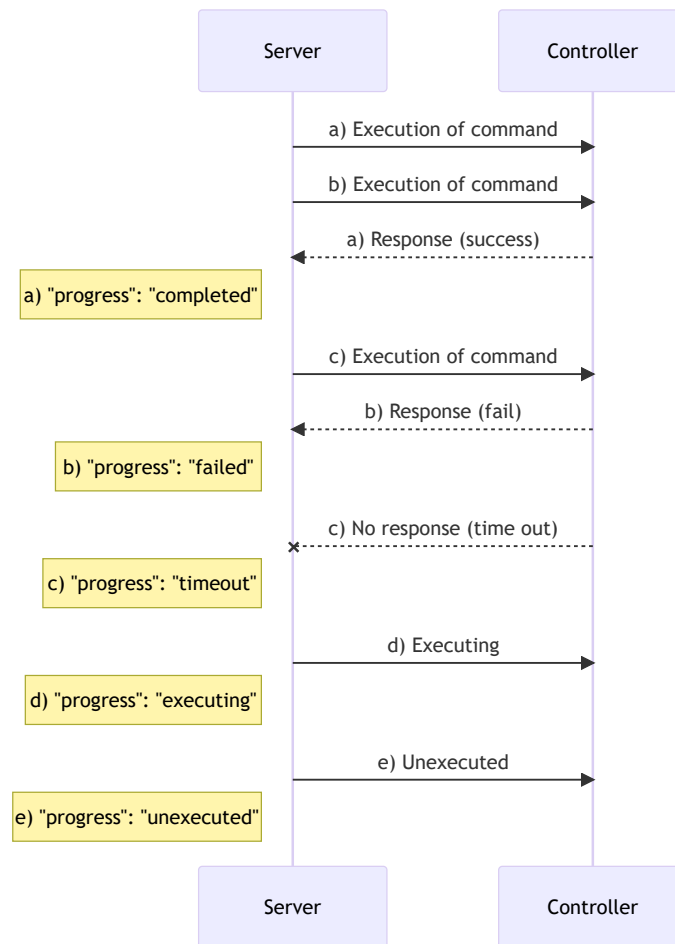 Server
Controller
a) Execution of command
b) Execution of command
a) Response (success)
a) "progress": "completed"
c) Execution of command
b) Response (fail)
b) "progress": "failed"
c) No response (time out)
c) "progress": "timeout"
d) Executing
d) "progress": "executing"
e) Unexecuted
e) "progress": "unexecuted"
Server
Controller